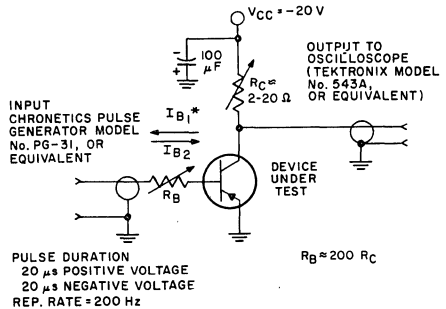 VCC = -20 V
-
100
μF
+
RC≈
2-20 Ω
OUTPUT TO
OSCILLOSCOPE
(TEKTRONIX MODEL
No. 543A,
OR EQUIVALENT)
INPUT
CHRONETICS PULSE
GENERATOR MODEL
No. PG-31, OR
EQUIVALENT
IB1*
IB2
RB
DEVICE
UNDER
TEST
PULSE DURATION
20 μs POSITIVE VOLTAGE
20 μs NEGATIVE VOLTAGE
REP. RATE = 200 Hz
RB≈200 RC